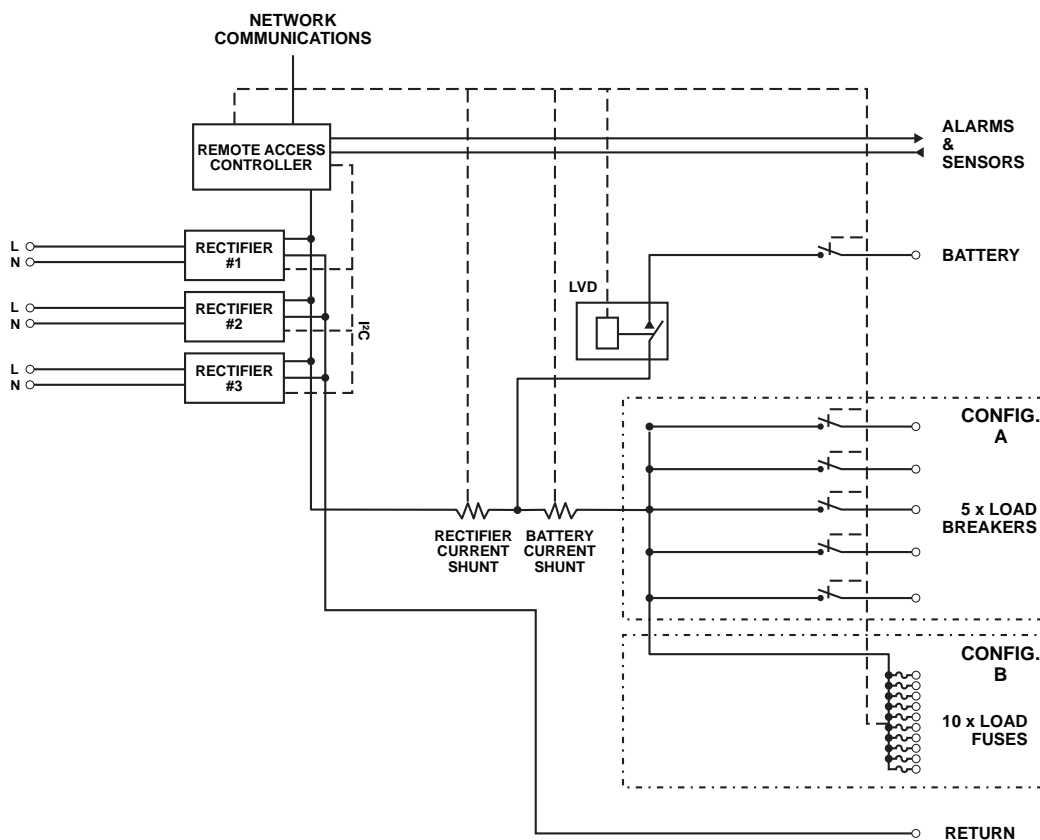 NETWORK
COMMUNICATIONS
REMOTE ACCESS
CONTROLLER
ALARMS
&
SENSORS
L
N
RECTIFIER
#1
BATTERY
L
N
RECTIFIER
#2
I²C
LVD
L
N
RECTIFIER
#3
CONFIG.
A
5 x LOAD
BREAKERS
RECTIFIER
CURRENT
SHUNT
BATTERY
CURRENT
SHUNT
CONFIG.
B
10 x LOAD
FUSES
RETURN